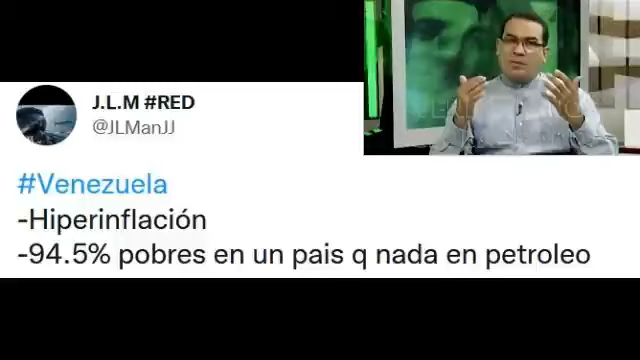 J.L.M #RED
@JLManJJ
#Venezuela
-Hiperinflación
-94.5% pobres en un pais q nada en petroleo